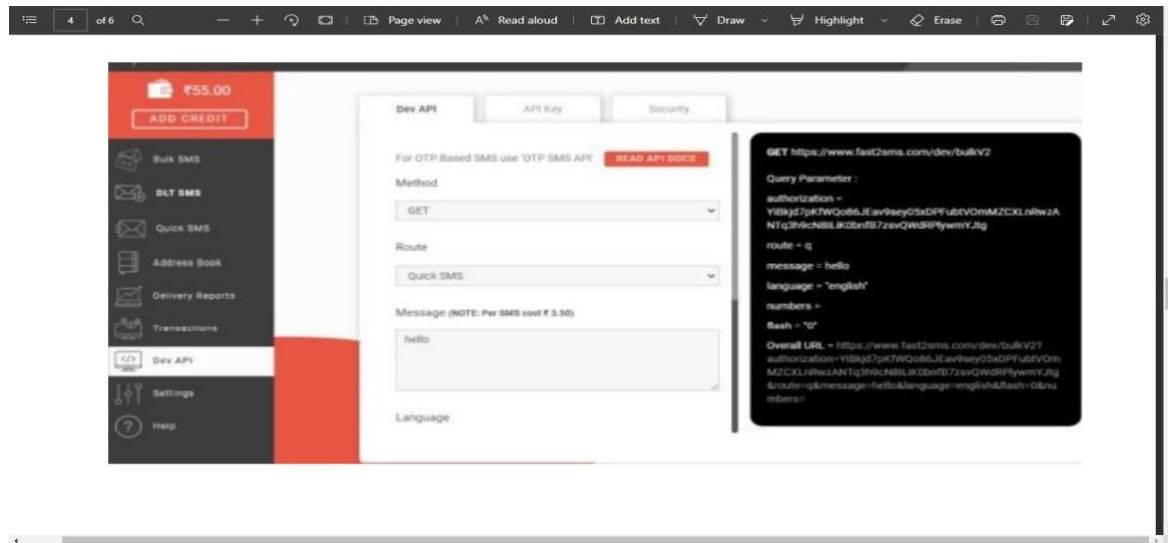 4 of 6 Page view Read aloud Add text Draw Highlight Erase
₹55.00
ADD CREDIT
Bulk SMS
DLT SMS
Quick SMS
Address Book
Delivery Reports
Transactions
Dev API
Settings
Help
Dev API API Key Security
For OTP Based SMS use 'OTP SMS API' READ API DOCS
Method
GET
Route
Quick SMS
Message (NOTE: Per SMS cost ₹ 3.50)
hello
Language
GET https://www.fast2sms.com/dev/bulkV2
Query Parameter :
authorization =
route = q
message = hello
language = "english"
numbers =
flash = "0"
Overall URL = https://www.fast2sms.com/dev/bulkV2?
&route=q&message=hello&language=english&flash=0&nu
mbers=